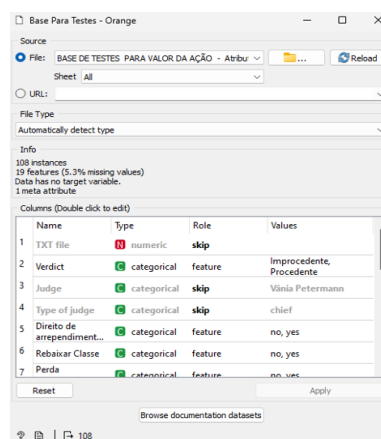 Base Para Testes - Orange
Source
File: BASE DE TESTES PARA VALOR DA AÇÃO - Atribut ... Reload
Sheet All
URL:
File Type
Automatically detect type
Info
108 instances
19 features (5.3% missing values)
Data has no target variable.
1 meta attribute
Columns (Double click to edit)
Name Type Role Values
1 TXT file N numeric skip
2 Verdict C categorical feature Improcedente, Procedente
3 Judge C categorical skip Vânia Petermann
4 Type of judge C categorical skip chief
5 Direito de arrependiment... C categorical feature no, yes
6 Rebaixar Classe C categorical feature no, yes
7 Perda C categorical feature no, yes
Reset Apply
Browse documentation datasets
? 108